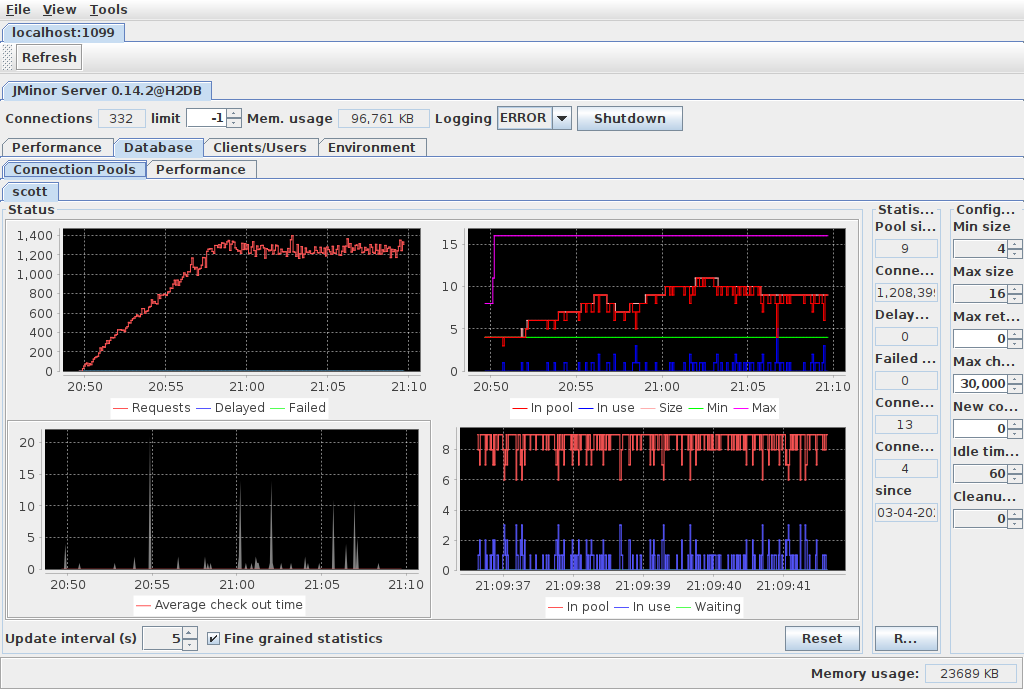 File View Tools
localhost:1099
Refresh
JMinor Server 0.14.2@H2DB
Connections 332 limit -1 Mem. usage 96,761 KB Logging ERROR Shutdown
Performance Database Clients/Users Environment
Connection Pools Performance
scott
Status
1,400
1,200
1,000
800
600
400
200
0
20:50 20:55 21:00 21:05 21:10
Requests Delayed Failed
15
10
5
0
20:50 20:55 21:00 21:05 21:10
In pool In use Size Min Max
20
15
10
5
0
20:50 20:55 21:00 21:05 21:10
Average check out time
8
6
4
2
0
21:09:37 21:09:38 21:09:39 21:09:40 21:09:41
In pool In use Waiting
Update interval (s) 5 Fine grained statistics Reset
Statis...
Pool si...
9
Conne...
1,208,399
Delay...
0
Failed ...
0
Conne...
13
Conne...
4
since
03-04-20
R...
Config...
Min size
4
Max size
16
Max ret...
0
Max ch...
30,000
New co...
0
Idle tim...
60
Cleanu...
0
Memory usage: 23689 KB